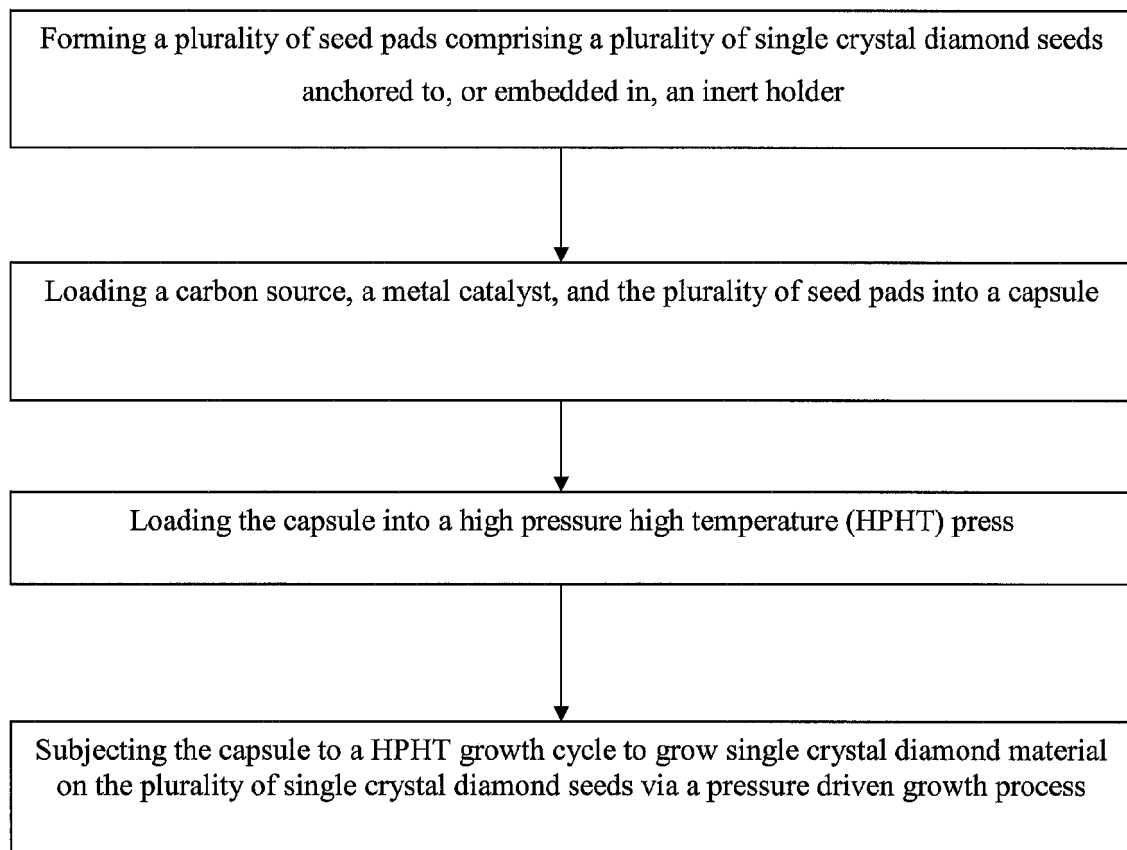 Forming a plurality of seed pads comprising a plurality of single crystal diamond seeds
anchored to, or embedded in, an inert holder
Loading a carbon source, a metal catalyst, and the plurality of seed pads into a capsule
Loading the capsule into a high pressure high temperature (HPHT) press
Subjecting the capsule to a HPHT growth cycle to grow single crystal diamond material
on the plurality of single crystal diamond seeds via a pressure driven growth process